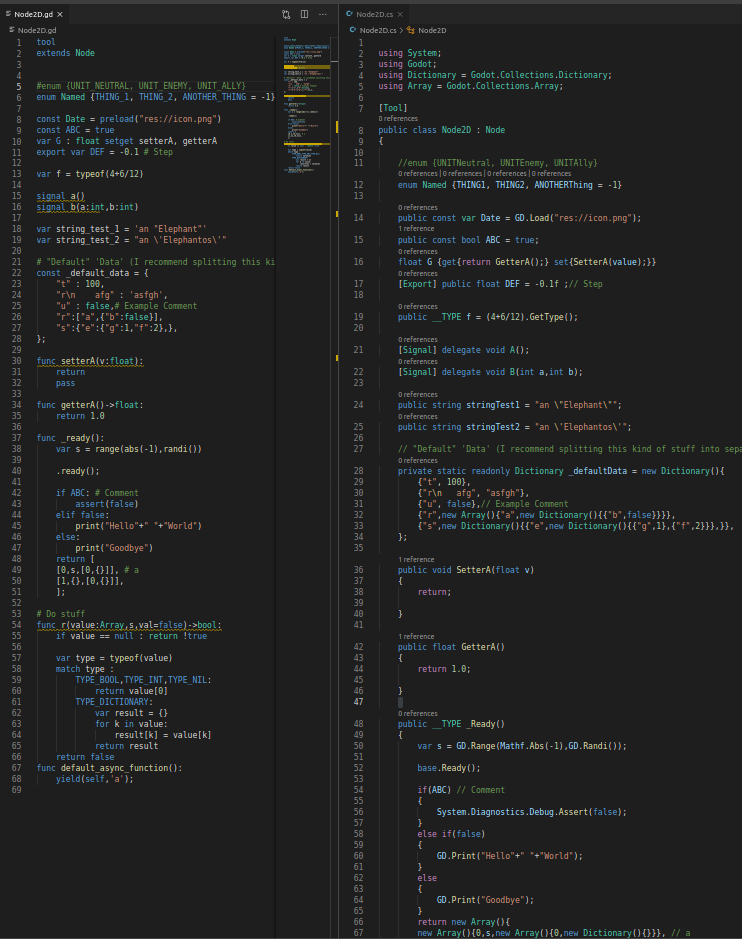 Node2D.gd
Node2D.gd
1 tool
2 extends Node
3
4
5 #enum {UNIT_NEUTRAL, UNIT_ENEMY, UNIT_ALLY}
6 enum Named {THING_1, THING_2, ANOTHER_THING = -1}
7
8 const Date = preload("res://icon.png")
9 const ABC = true
10 var G : float setget setterA, getterA
11 export var DEF = -0.1 # Step
12
13 var f = typeof(4+6/12)
14
15 signal a()
16 signal b(a:int,b:int)
17
18 var string_test_1 = 'an "Elephant"'
19 var string_test_2 = "an \'Elephantos\'"
20
21 # "Default" 'Data' (I recommend splitting this ki
22 const _default_data = {
23 "t" : 100,
24 "r\n    afg" : 'asfgh',
25 "u" : false,# Example Comment
26 "r":["a",{"b":false}],
27 "s":{"e":{"g":1,"f":2},},
28 };
29
30 func setterA(v:float):
31 return
32 pass
33
34 func getterA()->float:
35 return 1.0
36
37 func _ready():
38 var s = range(abs(-1),randi())
39
40 .ready();
41
42 if ABC: # Comment
43 assert(false)
44 elif false:
45 print("Hello"+" "+"World")
46 else:
47 print("Goodbye")
48 return [
49 [0,s,[0,{}]], # a
50 [1,{},[0,{}]],
51 ];
52
53 # Do stuff
54 func r(value:Array,s,val=false)->bool:
55 if value == null : return !true
56
57 var type = typeof(value)
58 match type :
59 TYPE_BOOL,TYPE_INT,TYPE_NIL:
60 return value[0]
61 TYPE_DICTIONARY:
62 var result = {}
63 for k in value:
64 result[k] = value[k]
65 return result
66 return false
67 func default_async_function():
68 yield(self,'a');
69
Node2D.cs
Node2D.cs > Node2D
1
2 using System;
3 using Godot;
4 using Dictionary = Godot.Collections.Dictionary;
5 using Array = Godot.Collections.Array;
6
7 [Tool]
0 references
8 public class Node2D : Node
9 {
10
11 //enum {UNITNeutral, UNITEnemy, UNITAlly}
0 references | 0 references | 0 references | 0 references
12 enum Named {THING1, THING2, ANOTHERThing = -1}
13
0 references
14 public const var Date = GD.Load("res://icon.png");
1 reference
15 public const bool ABC = true;
0 references
16 float G {get{return GetterA();} set{SetterA(value);}}
0 references
17 [Export] public float DEF = -0.1f ;// Step
18
0 references
19 public __TYPE f = (4+6/12).GetType();
20
0 references
21 [Signal] delegate void A();
0 references
22 [Signal] delegate void B(int a,int b);
23
0 references
24 public string stringTest1 = "an \"Elephant\"";
0 references
25 public string stringTest2 = "an \'Elephantos\'";
26
27 // "Default" 'Data' (I recommend splitting this kind of stuff into sepa
0 references
28 private static readonly Dictionary _defaultData = new Dictionary(){
29 {"t", 100},
30 {"r\n   afg", "asfgh"},
31 {"u", false},// Example Comment
32 {"r",new Array(){"a",new Dictionary(){{"b",false}}}},
33 {"s",new Dictionary(){{"e",new Dictionary(){{"g",1},{"f",2}}},}},
34 };
35
1 reference
36 public void SetterA(float v)
37 {
38 return;
39
40 }
41
1 reference
42 public float GetterA()
43 {
44 return 1.0;
45
46 }
47
0 references
48 public __TYPE _Ready()
49 {
50 var s = GD.Range(Mathf.Abs(-1),GD.Randi());
51
52 base.Ready();
53
54 if(ABC) // Comment
55 {
56 System.Diagnostics.Debug.Assert(false);
57 }
58 else if(false)
59 {
60 GD.Print("Hello"+" "+"World");
61 }
62 else
63 {
64 GD.Print("Goodbye");
65 }
66 return new Array(){
67 new Array(){0,s,new Array(){0,new Dictionary(){}}}, // a